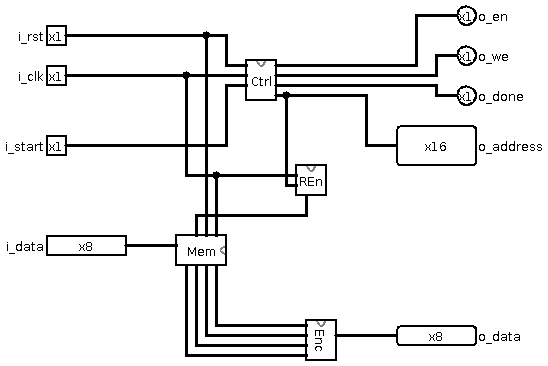 i_rst x1
x1 o_en
x1 o_we
i_clk x1
Ctrl
x1 o_done
i_start x1
x16 o_address
REn
i_data x8
Mem
Enc
x8 o_data